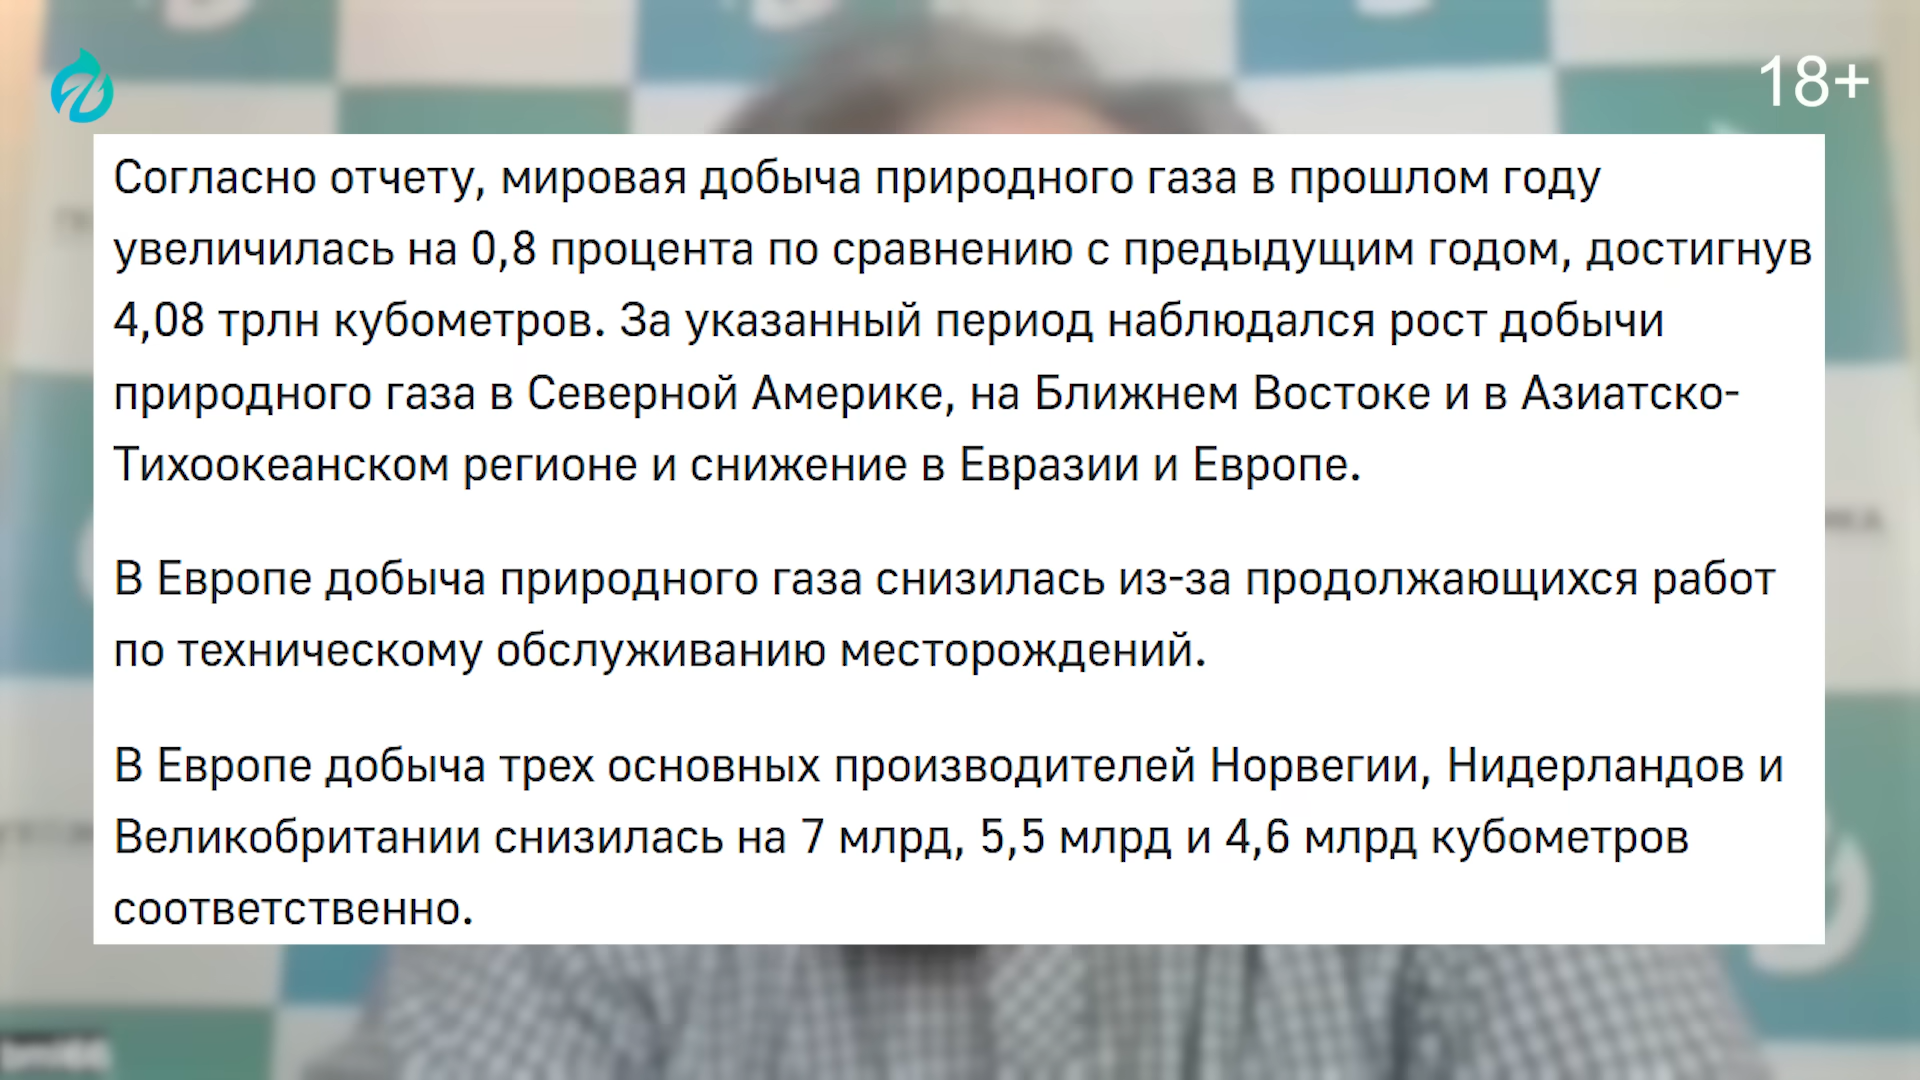 18+
Согласно отчету, мировая добыча природного газа в прошлом году
увеличилась на 0,8 процента по сравнению с предыдущим годом, достигнув
4,08 трлн кубометров. За указанный период наблюдался рост добычи
природного газа в Северной Америке, на Ближнем Востоке и в Азиатско-
Тихоокеанском регионе и снижение в Евразии и Европе.
В Европе добыча природного газа снизилась из-за продолжающихся работ
по техническому обслуживанию месторождений.
В Европе добыча трех основных производителей Норвегии, Нидерландов и
Великобритании снизилась на 7 млрд, 5,5 млрд и 4,6 млрд кубометров
соответственно.